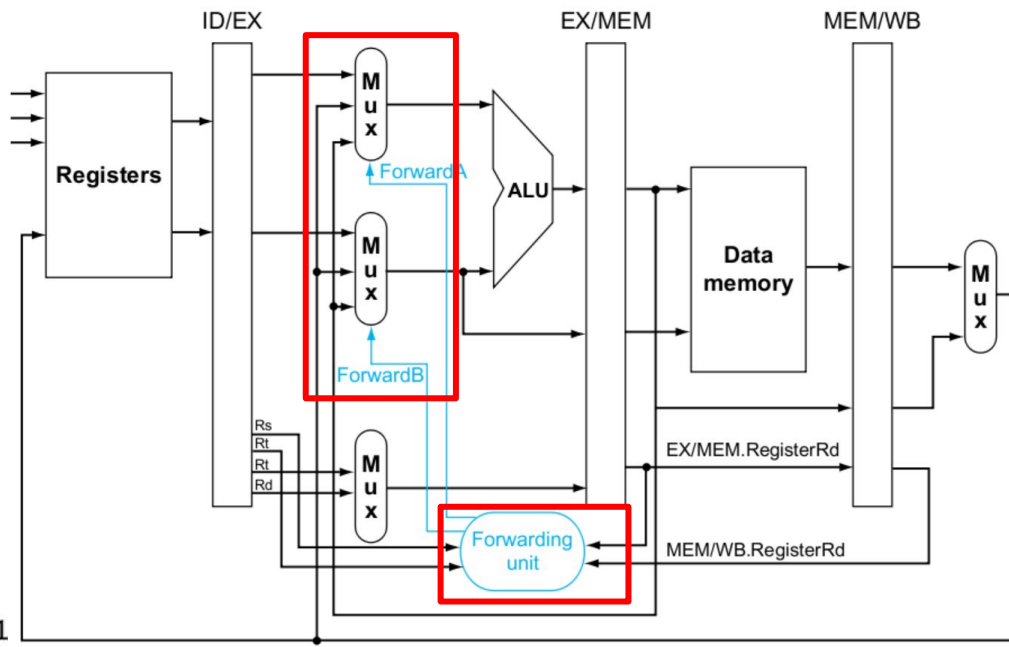 ID/EX
EX/MEM
MEM/WB
Registers
M
u
x
ForwardA
ALU
M
u
x
ForwardB
Data
memory
M
u
x
Rs
Rt
Rt
Rd
M
u
x
EX/MEM.RegisterRd
Forwarding
unit
MEM/WB.RegisterRd
1